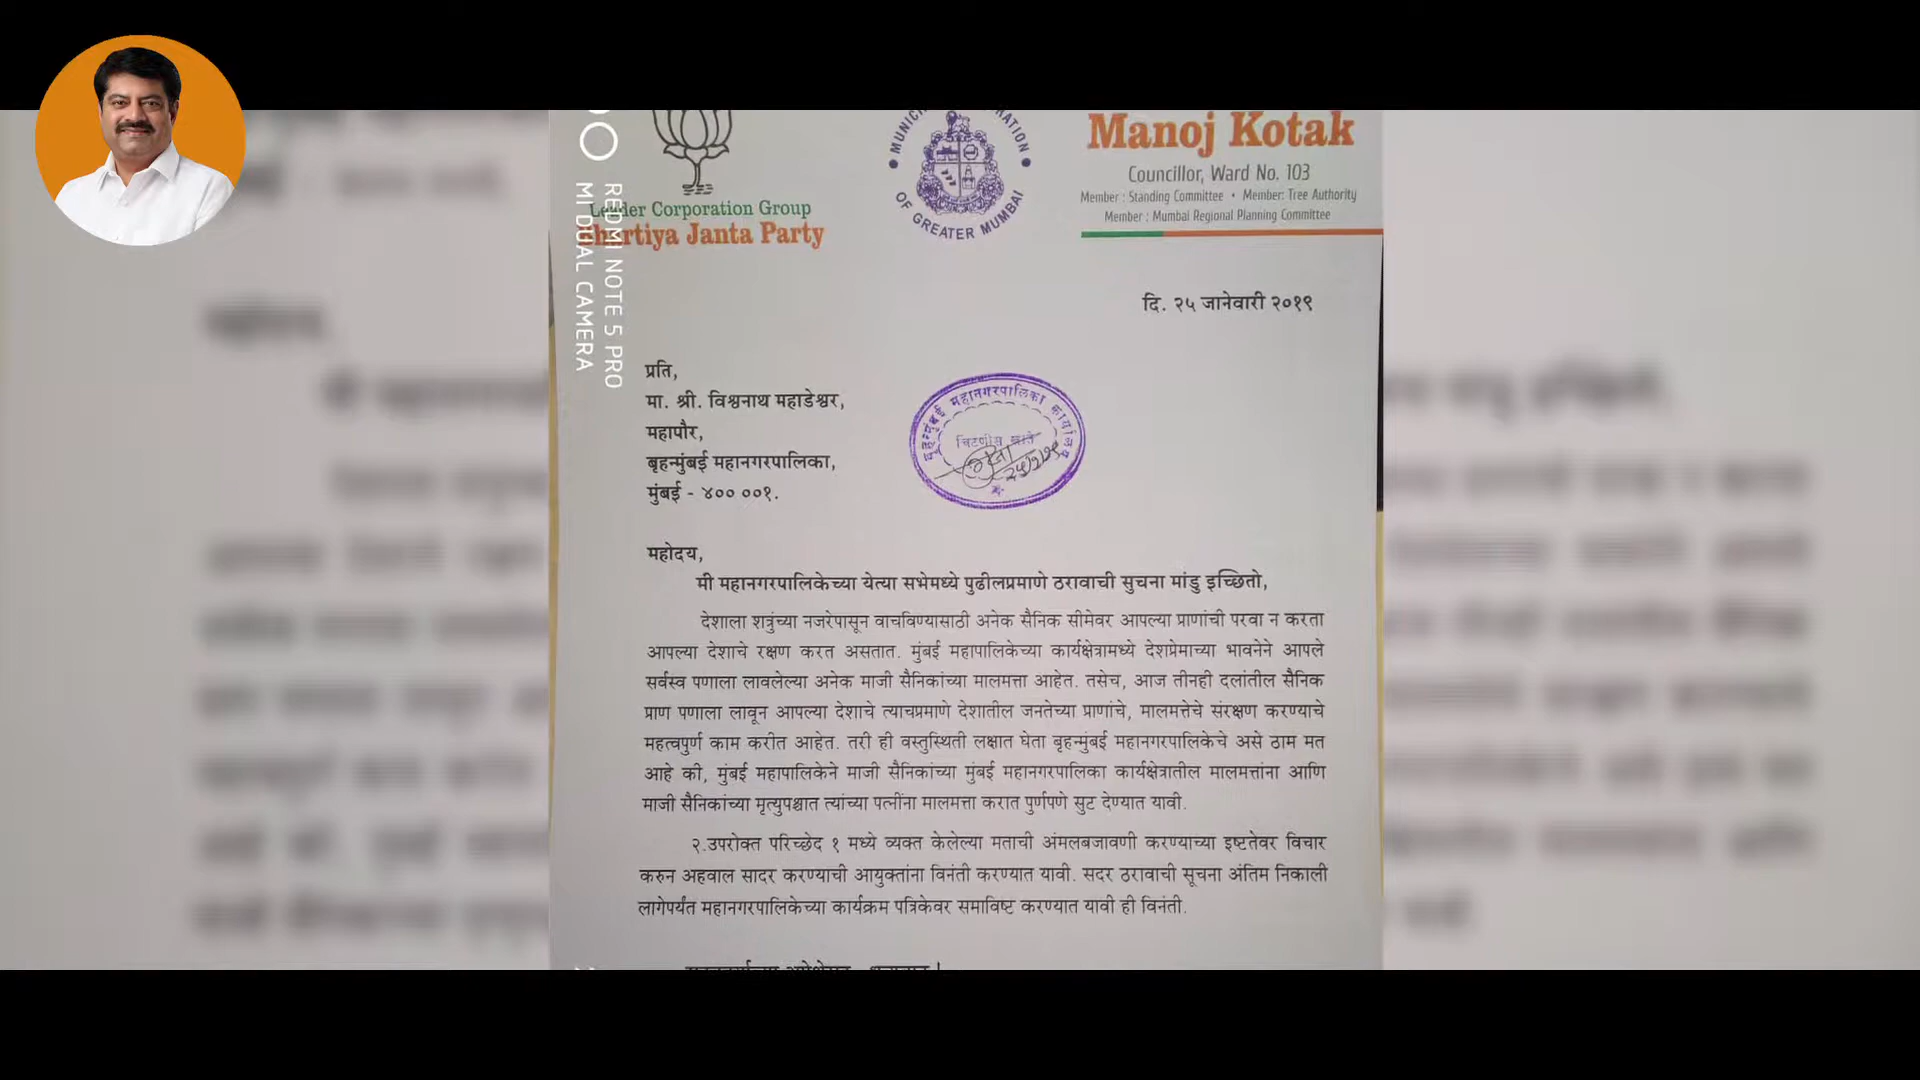 Leader Corporation Group
Bhartiya Janta Party
MUNICIPAL CORPORATION
OF GREATER MUMBAI
Manoj Kotak
Councillor, Ward No. 103
Member : Standing Committee • Member: Tree Authority
Member : Mumbai Regional Planning Committee
REDMI NOTE 5 PRO
MI DUAL CAMERA
दि. २५ जानेवारी २०१९
प्रति,
मा. श्री. विश्वनाथ महाडेश्वर,
महापौर,
बृहन्मुंबई महानगरपालिका,
मुंबई - ४०० ००१.
बृहन्मुंबई महानगरपालिका कार्यालय
चिटणीस खाते
महोदय,
मी महानगरपालिकेच्या येत्या सभेमध्ये पुढीलप्रमाणे ठरावाची सुचना मांडु इच्छितो,
देशाला शत्रुंच्या नजरेपासून वाचविण्यासाठी अनेक सैनिक सीमेवर आपल्या प्राणांची परवा न करता
आपल्या देशाचे रक्षण करत असतात. मुंबई महापालिकेच्या कार्यक्षेत्रामध्ये देशप्रेमाच्या भावनेने आपले
सर्वस्व पणाला लावलेल्या अनेक माजी सैनिकांच्या मालमत्ता आहेत. तसेच, आज तीनही दलांतील सैनिक
प्राण पणाला लावून आपल्या देशाचे त्याचप्रमाणे देशातील जनतेच्या प्राणांचे, मालमत्तेचे संरक्षण करण्याचे
महत्वपुर्ण काम करीत आहेत. तरी ही वस्तुस्थिती लक्षात घेता बृहन्मुंबई महानगरपालिकेचे असे ठाम मत
आहे की, मुंबई महापालिकेने माजी सैनिकांच्या मुंबई महानगरपालिका कार्यक्षेत्रातील मालमत्तांना आणि
माजी सैनिकांच्या मृत्युपश्चात त्यांच्या पत्नींना मालमत्ता करात पुर्णपणे सुट देण्यात यावी.
२.उपरोक्त परिच्छेद १ मध्ये व्यक्त केलेल्या मताची अंमलबजावणी करण्याच्या इष्टतेवर विचार
करुन अहवाल सादर करण्याची आयुक्तांना विनंती करण्यात यावी. सदर ठरावाची सूचना अंतिम निकाली
लागेपर्यंत महानगरपालिकेच्या कार्यक्रम पत्रिकेवर समाविष्ट करण्यात यावी ही विनंती.